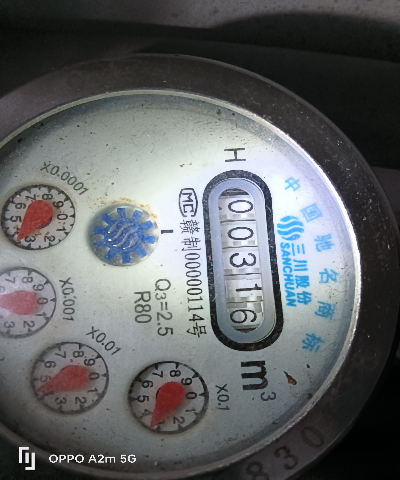 中国驰名商标
三川股份
SANCHUAN
H
00316
m³
MC
赣制00000114号
Q3=2.5
R80
X0.0001
X0.001
X0.01
X0.1
830
OPPO A2m 5G